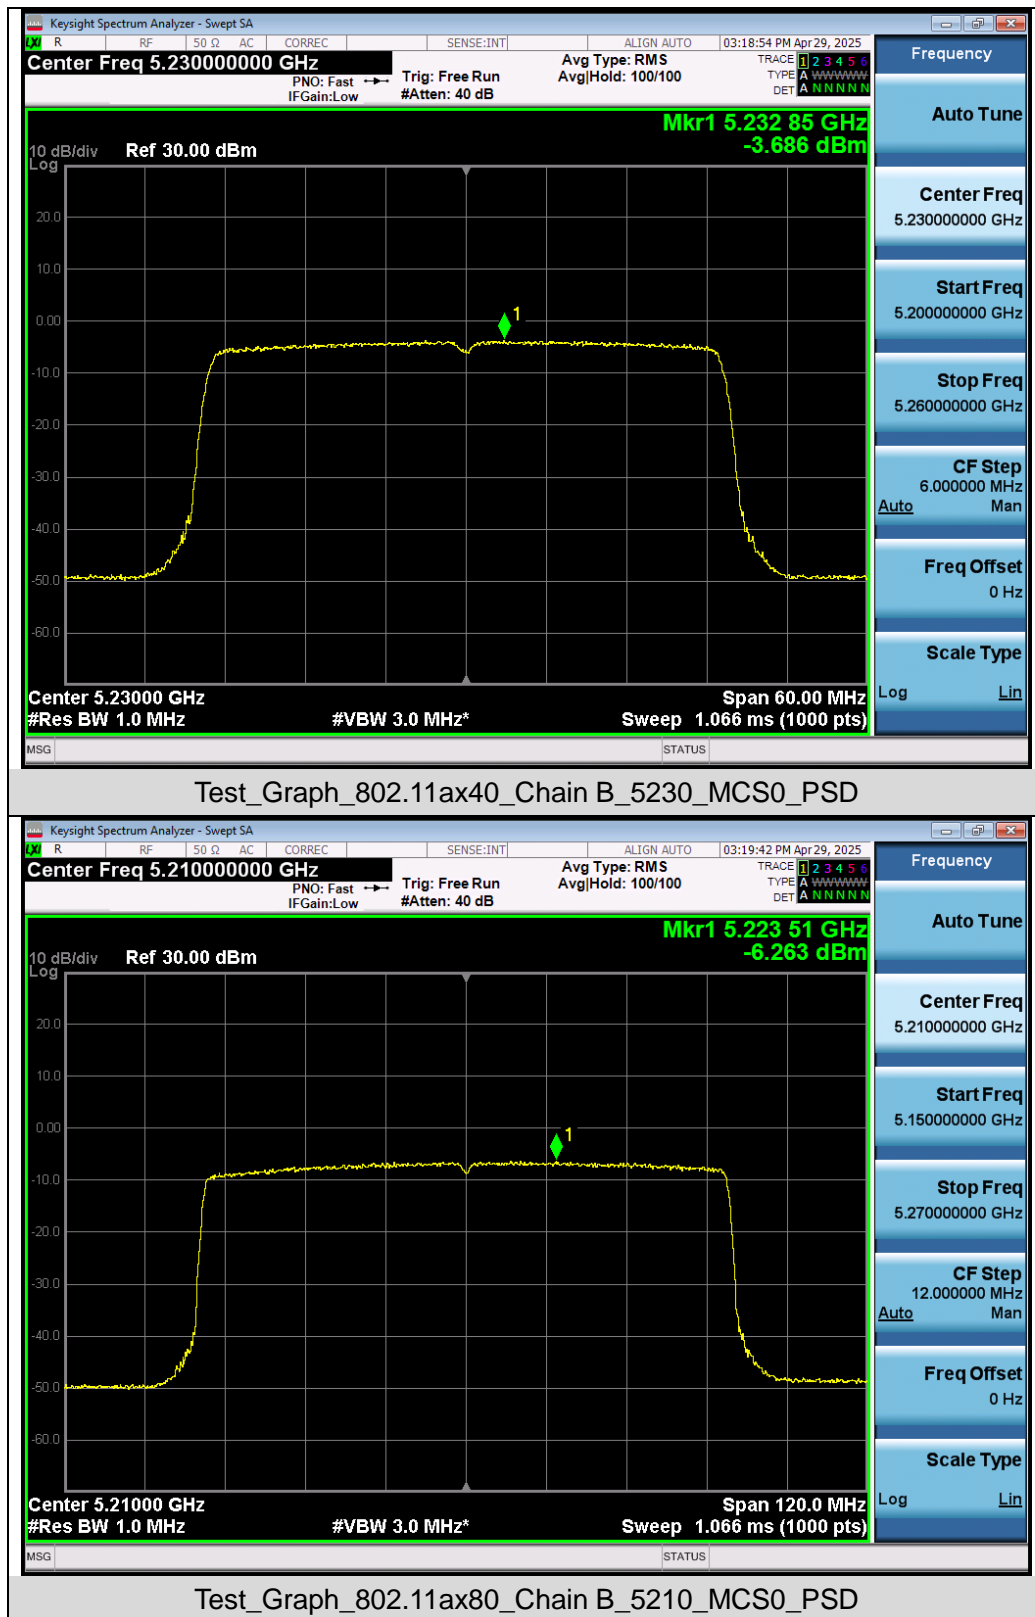 Keysight Spectrum Analyzer - Swept SA
LXI R RF 50 Ω AC CORREC SENSE:INT ALIGN AUTO 03:18:54 PM Apr 29, 2025
Center Freq 5.230000000 GHz
PNO: Fast
IFGain:Low
Trig: Free Run
#Atten: 40 dB
Avg Type: RMS
Avg|Hold: 100/100
TRACE 1 2 3 4 5 6
TYPE A WWWWW
DET A N N N N N
Mkr1 5.232 85 GHz
-3.686 dBm
10 dB/div Ref 30.00 dBm
Log
20.0
10.0
0.00
-10.0
-20.0
-30.0
-40.0
-50.0
-60.0
1
Center 5.23000 GHz Span 60.00 MHz
#Res BW 1.0 MHz #VBW 3.0 MHz* Sweep 1.066 ms (1000 pts)
MSG STATUS
Frequency
Auto Tune
Center Freq
5.230000000 GHz
Start Freq
5.200000000 GHz
Stop Freq
5.260000000 GHz
CF Step
6.000000 MHz
Auto Man
Freq Offset
0 Hz
Scale Type
Log Lin
Test_Graph_802.11ax40_Chain B_5230_MCS0_PSD
Keysight Spectrum Analyzer - Swept SA
LXI R RF 50 Ω AC CORREC SENSE:INT ALIGN AUTO 03:19:42 PM Apr 29, 2025
Center Freq 5.210000000 GHz
PNO: Fast
IFGain:Low
Trig: Free Run
#Atten: 40 dB
Avg Type: RMS
Avg|Hold: 100/100
TRACE 1 2 3 4 5 6
TYPE A WWWWW
DET A N N N N N
Mkr1 5.223 51 GHz
-6.263 dBm
10 dB/div Ref 30.00 dBm
Log
20.0
10.0
0.00
-10.0
-20.0
-30.0
-40.0
-50.0
-60.0
1
Center 5.21000 GHz Span 120.0 MHz
#Res BW 1.0 MHz #VBW 3.0 MHz* Sweep 1.066 ms (1000 pts)
MSG STATUS
Frequency
Auto Tune
Center Freq
5.210000000 GHz
Start Freq
5.150000000 GHz
Stop Freq
5.270000000 GHz
CF Step
12.000000 MHz
Auto Man
Freq Offset
0 Hz
Scale Type
Log Lin
Test_Graph_802.11ax80_Chain B_5210_MCS0_PSD